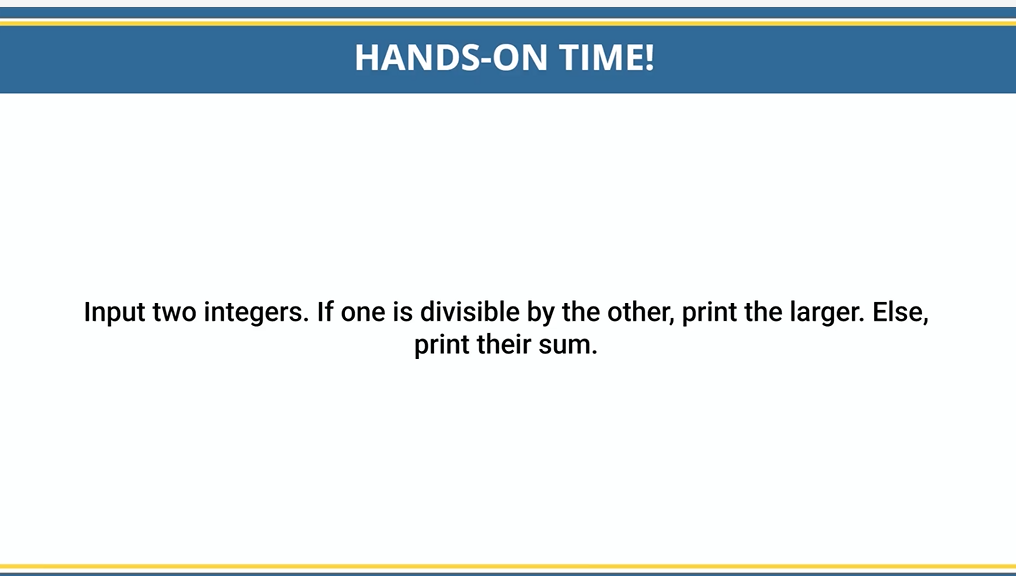 HANDS-ON TIME!
Input two integers. If one is divisible by the other, print the larger. Else,
print their sum.